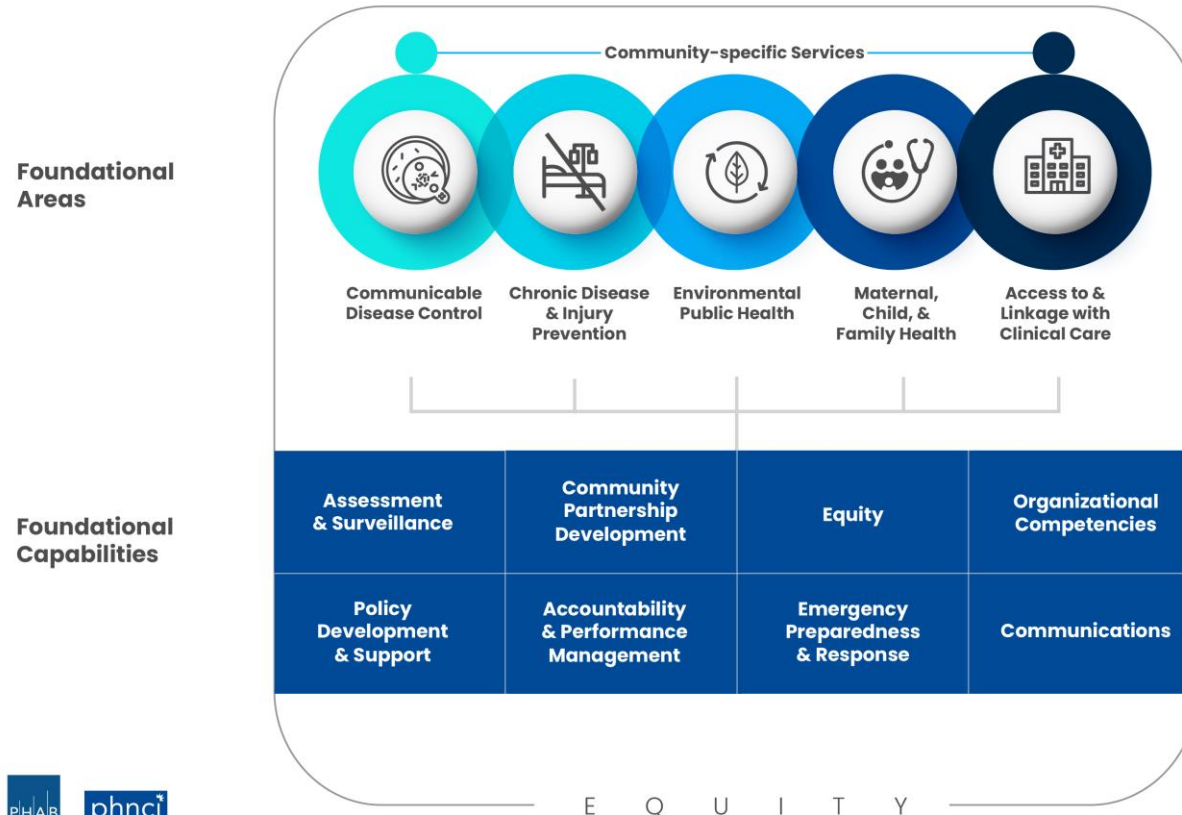 Community-specific Services
Foundational
Areas
Communicable
Disease Control
Chronic Disease
& Injury
Prevention
Environmental
Public Health
Maternal,
Child, &
Family Health
Access to &
Linkage with
Clinical Care
Foundational
Capabilities
Assessment
& Surveillance
Community
Partnership
Development
Equity
Organizational
Competencies
Policy
Development
& Support
Accountability
& Performance
Management
Emergency
Preparedness
& Response
Communications
PHAB
phnci
EQUITY